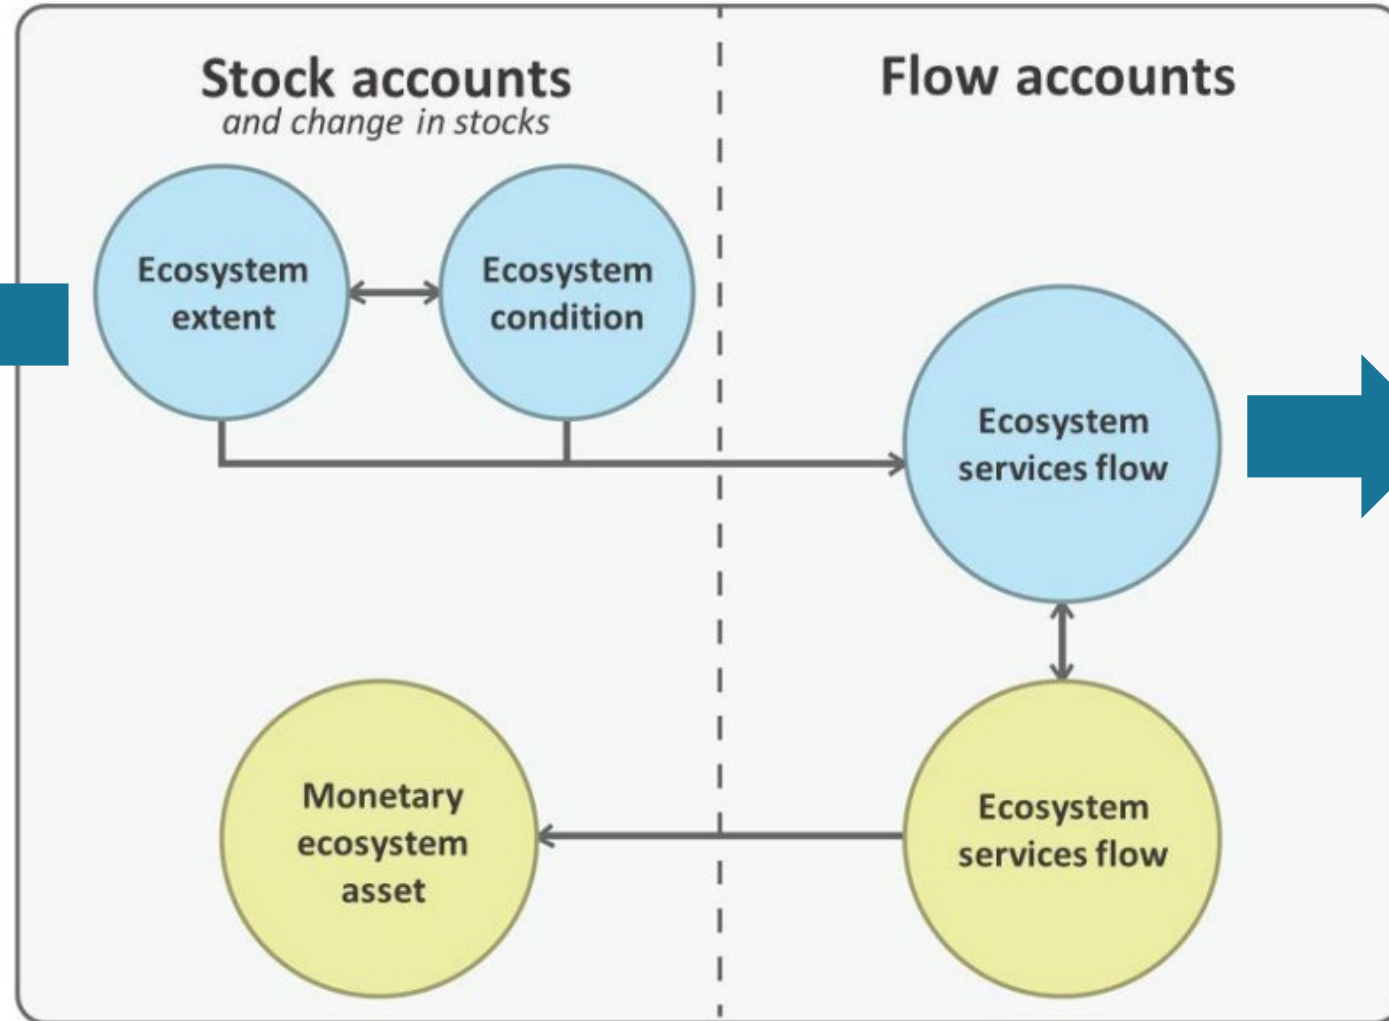 Stock accounts
and change in stocks
Flow accounts
Ecosystem
extent
Ecosystem
condition
Ecosystem
services flow
Monetary
ecosystem
asset
Ecosystem
services flow